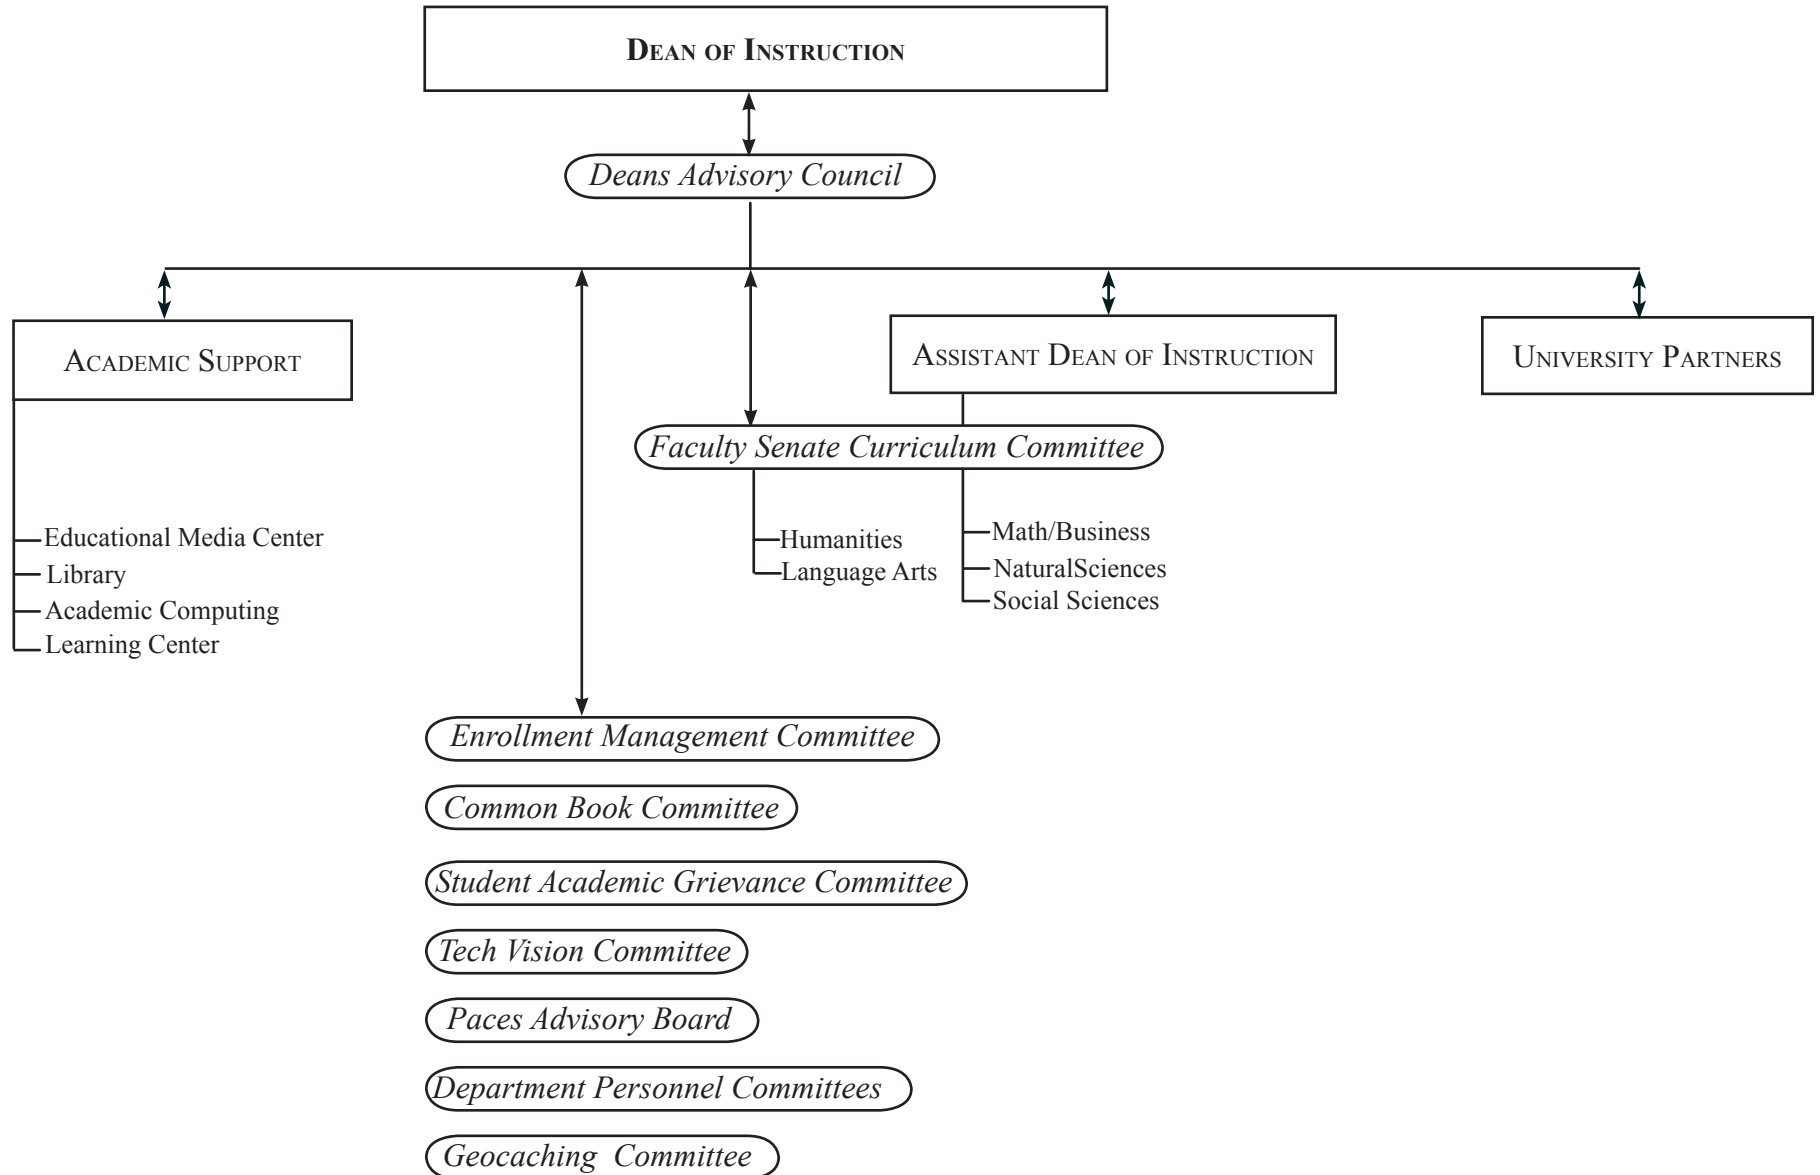 DEAN OF INSTRUCTION
Deans Advisory Council
ACADEMIC SUPPORT
ASSISTANT DEAN OF INSTRUCTION
UNIVERSITY PARTNERS
Faculty Senate Curriculum Committee
Educational Media Center
Library
Academic Computing
Learning Center
Humanities
Language Arts
Math/Business
NaturalSciences
Social Sciences
Enrollment Management Committee
Common Book Committee
Student Academic Grievance Committee
Tech Vision Committee
Paces Advisory Board
Department Personnel Committees
Geocaching Committee